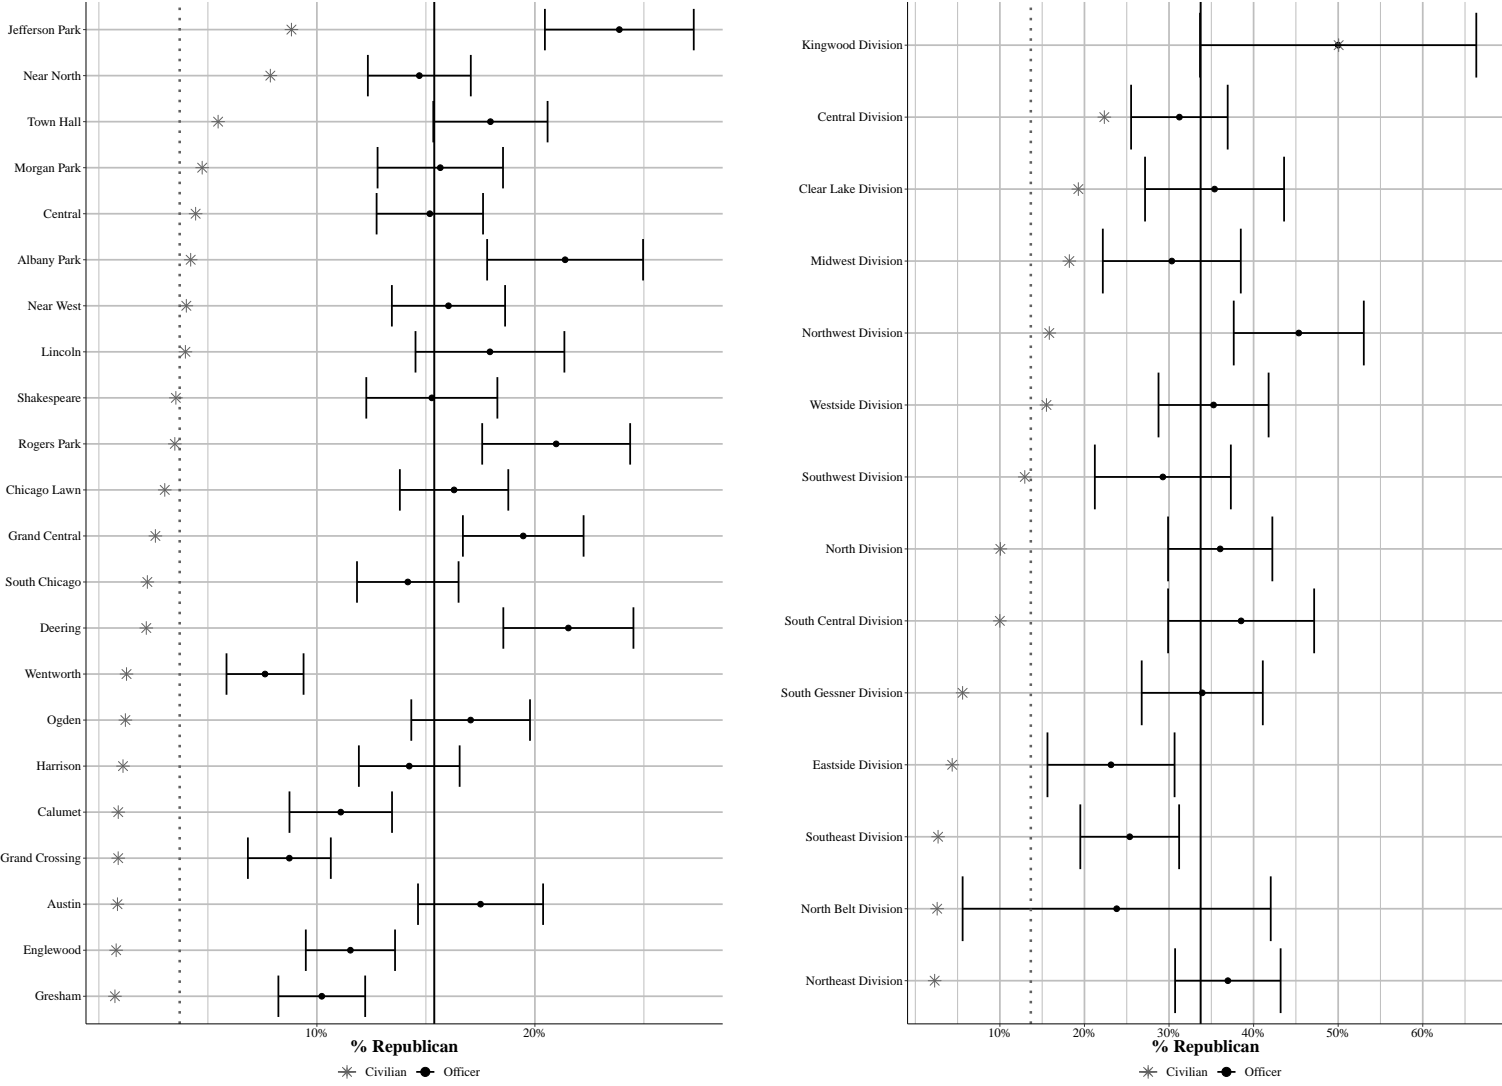 Jefferson Park
Near North
Town Hall
Morgan Park
Central
Albany Park
Near West
Lincoln
Shakespeare
Rogers Park
Chicago Lawn
Grand Central
South Chicago
Deering
Wentworth
Ogden
Harrison
Calumet
Grand Crossing
Austin
Englewood
Gresham
10% 20%
% Republican
Civilian Officer
Kingwood Division
Central Division
Clear Lake Division
Midwest Division
Northwest Division
Westside Division
Southwest Division
North Division
South Central Division
South Gessner Division
Eastside Division
Southeast Division
North Belt Division
Northeast Division
10% 20% 30% 40% 50% 60%
% Republican
Civilian Officer